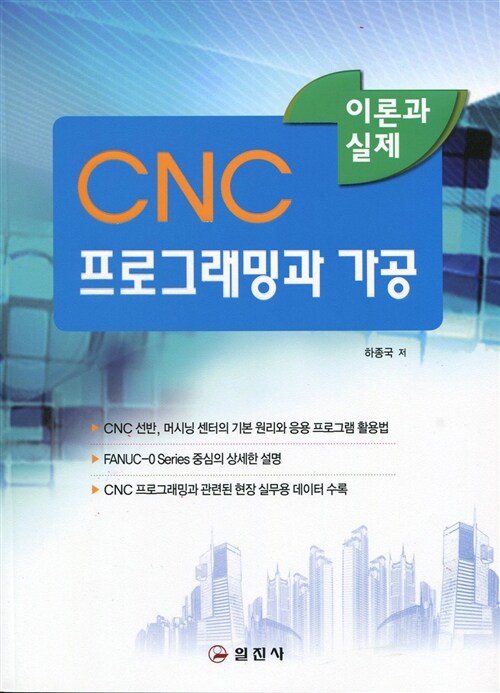 이론과
실제
CNC
프로그래밍과 가공
하종국 저
▶ CNC 선반, 머시닝 센터의 기본 원리와 응용 프로그램 활용법
▶ FANUC-0 Series 중심의 상세한 설명
▶ CNC 프로그래밍과 관련된 현장 실무용 데이터 수록
일진사